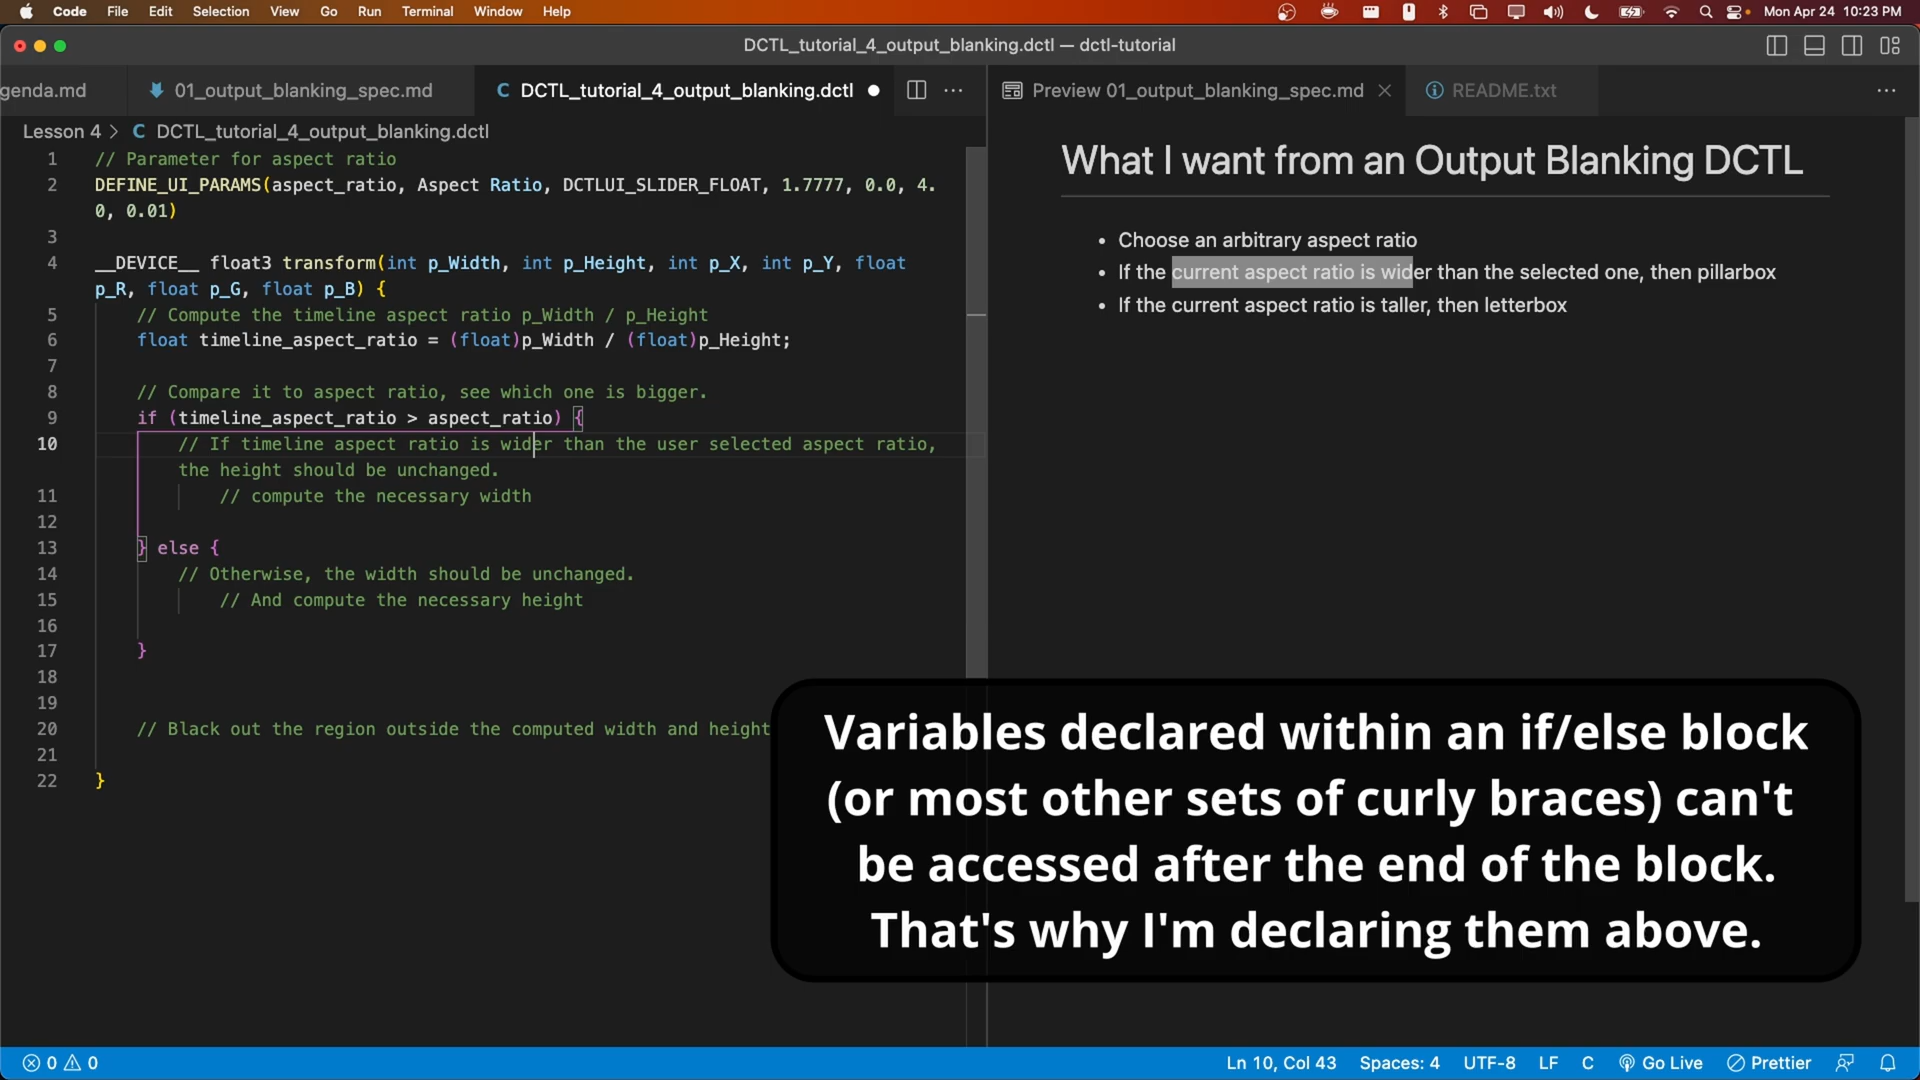 Code File Edit Selection View Go Run Terminal Window Help Mon Apr 24 10:23 PM
DCTL_tutorial_4_output_blanking.dctl — dctl-tutorial
genda.md 01_output_blanking_spec.md C DCTL_tutorial_4_output_blanking.dctl
Preview 01_output_blanking_spec.md README.txt
Lesson 4 > C DCTL_tutorial_4_output_blanking.dctl
1 // Parameter for aspect ratio
2 DEFINE_UI_PARAMS(aspect_ratio, Aspect Ratio, DCTLUI_SLIDER_FLOAT, 1.7777, 0.0, 4.
0, 0.01)
3
4 __DEVICE__ float3 transform(int p_Width, int p_Height, int p_X, int p_Y, float
p_R, float p_G, float p_B) {
5 // Compute the timeline aspect ratio p_Width / p_Height
6 float timeline_aspect_ratio = (float)p_Width / (float)p_Height;
7
8 // Compare it to aspect ratio, see which one is bigger.
9 if (timeline_aspect_ratio > aspect_ratio) {
10 // If timeline aspect ratio is wider than the user selected aspect ratio,
the height should be unchanged.
11 // compute the necessary width
12
13 } else {
14 // Otherwise, the width should be unchanged.
15 // And compute the necessary height
16
17 }
18
19
20 // Black out the region outside the computed width and height
21
22 }
What I want from an Output Blanking DCTL
• Choose an arbitrary aspect ratio
• If the current aspect ratio is wider than the selected one, then pillarbox
• If the current aspect ratio is taller, then letterbox
Variables declared within an if/else block
(or most other sets of curly braces) can't
be accessed after the end of the block.
That's why I'm declaring them above.
0 0 Ln 10, Col 43 Spaces: 4 UTF-8 LF C Go Live Prettier